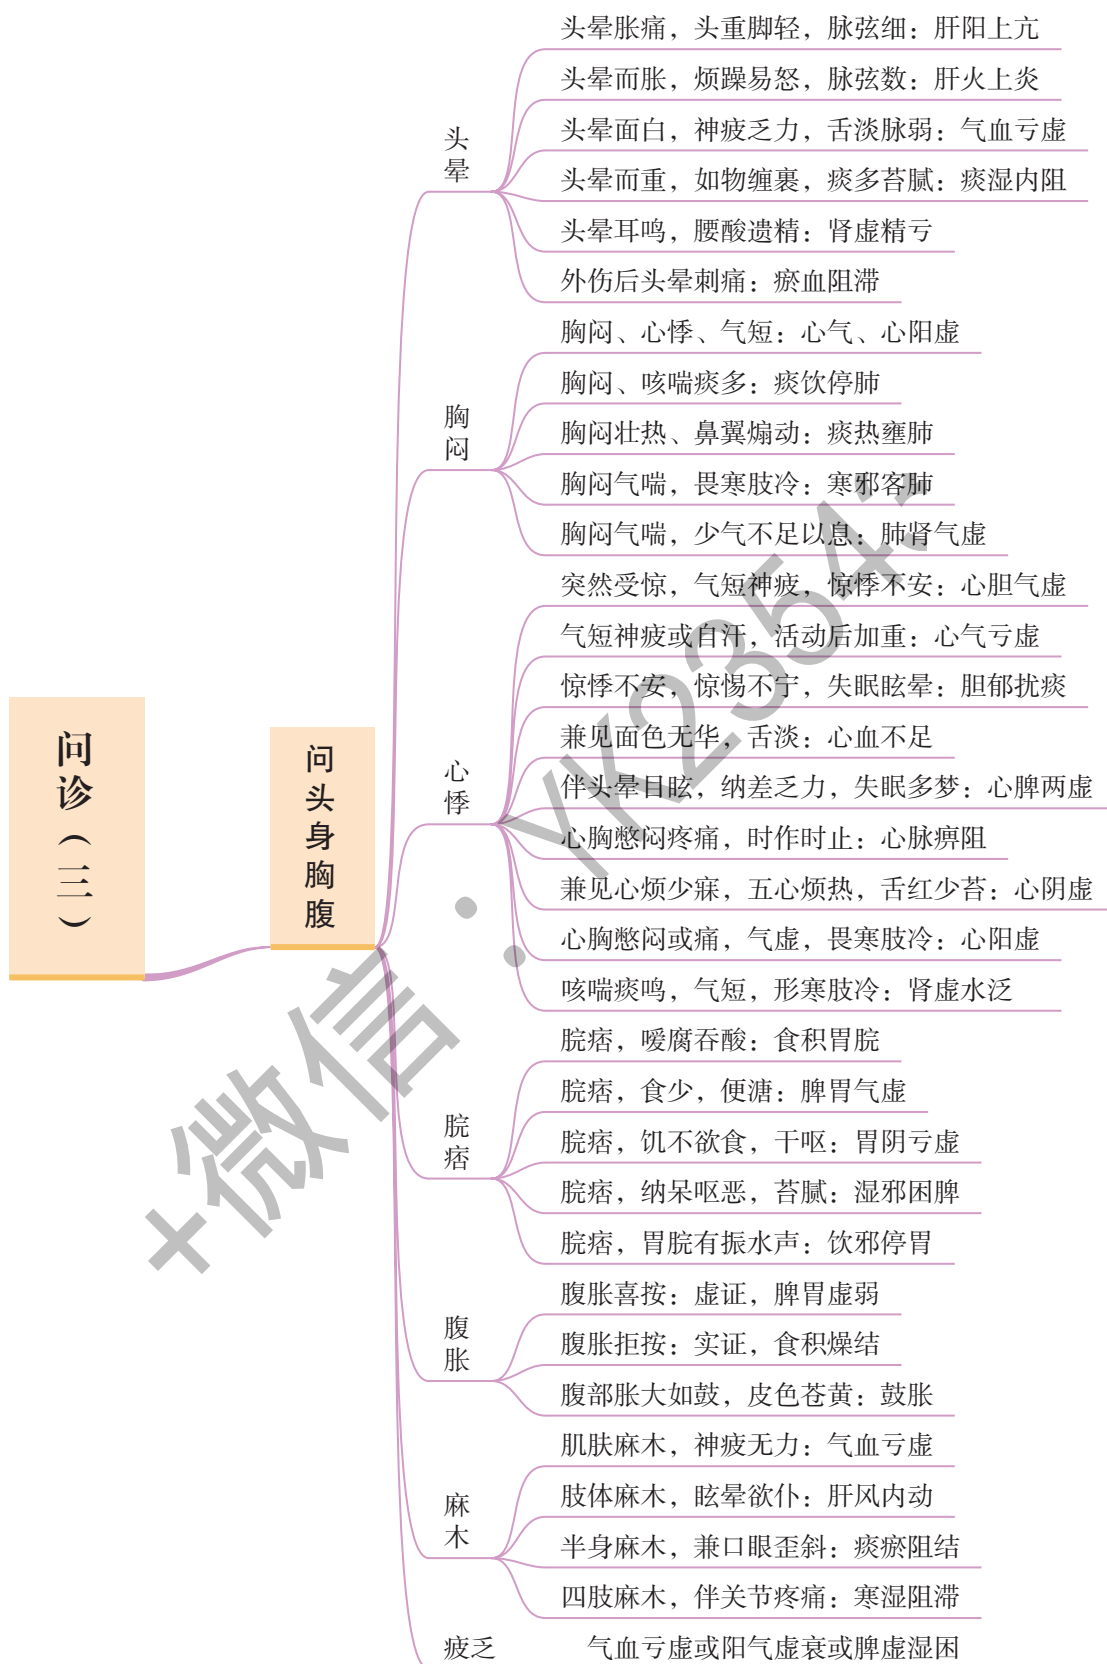 问诊（三）
问头身胸腹
头晕
头晕胀痛，头重脚轻，脉弦细：肝阳上亢
头晕而胀，烦躁易怒，脉弦数：肝火上炎
头晕面白，神疲乏力，舌淡脉弱：气血亏虚
头晕而重，如物缠裹，痰多苔腻：痰湿内阻
头晕耳鸣，腰酸遗精：肾虚精亏
外伤后头晕刺痛：瘀血阻滞
胸闷
胸闷、心悸、气短：心气、心阳虚
胸闷、咳喘痰多：痰饮停肺
胸闷壮热、鼻翼煽动：痰热壅肺
胸闷气喘，畏寒肢冷：寒邪客肺
胸闷气喘，少气不足以息：肺肾气虚
心悸
突然受惊，气短神疲，惊悸不安：心胆气虚
气短神疲或自汗，活动后加重：心气亏虚
惊悸不安，惊惕不宁，失眠眩晕：胆郁扰痰
兼见面色无华，舌淡：心血不足
伴头晕目眩，纳差乏力，失眠多梦：心脾两虚
心胸憋闷疼痛，时作时止：心脉痹阻
兼见心烦少寐，五心烦热，舌红少苔：心阴虚
心胸憋闷或痛，气虚，畏寒肢冷：心阳虚
咳喘痰鸣，气短，形寒肢冷：肾虚水泛
脘痞
脘痞，嗳腐吞酸：食积胃脘
脘痞，食少，便溏：脾胃气虚
脘痞，饥不欲食，干呕：胃阴亏虚
脘痞，纳呆呕恶，苔腻：湿邪困脾
脘痞，胃脘有振水声：饮邪停胃
腹胀
腹胀喜按：虚证，脾胃虚弱
腹胀拒按：实证，食积燥结
腹部胀大如鼓，皮色苍黄：鼓胀
麻木
肌肤麻木，神疲无力：气血亏虚
肢体麻木，眩晕欲仆：肝风内动
半身麻木，兼口眼歪斜：痰瘀阻结
四肢麻木，伴关节疼痛：寒湿阻滞
疲乏
气血亏虚或阳气虚衰或脾虚湿困
+微信：YK2354